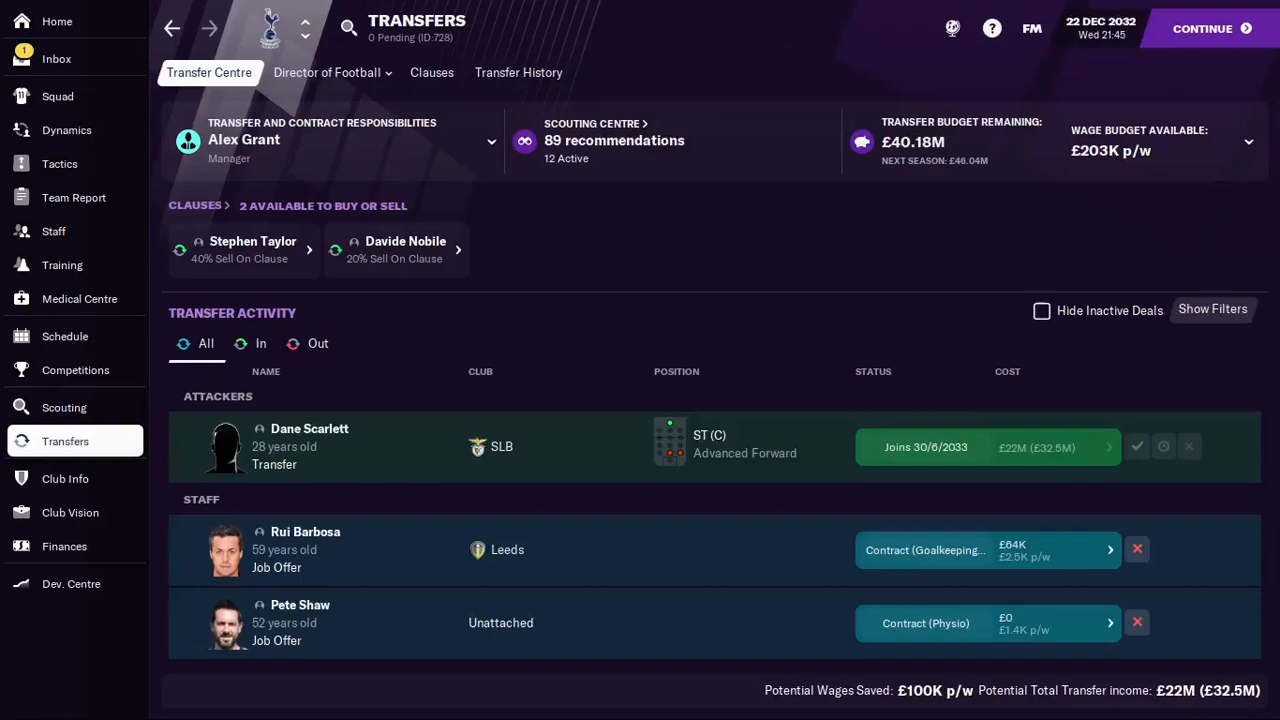 Home
1
Inbox
Squad
Dynamics
Tactics
Team Report
Staff
Training
Medical Centre
Schedule
Competitions
Scouting
Transfers
Club Info
Club Vision
Finances
Dev. Centre
TRANSFERS
0 Pending (ID:728)
?
FM
22 DEC 2032
Wed 21:45
CONTINUE
Transfer Centre
Director of Football
Clauses
Transfer History
TRANSFER AND CONTRACT RESPONSIBILITIES
Alex Grant
Manager
SCOUTING CENTRE >
89 recommendations
12 Active
TRANSFER BUDGET REMAINING:
£40.18M
NEXT SEASON: £46.04M
WAGE BUDGET AVAILABLE:
£203K p/w
CLAUSES > 2 AVAILABLE TO BUY OR SELL
Stephen Taylor
40% Sell On Clause
Davide Nobile
20% Sell On Clause
TRANSFER ACTIVITY
Hide Inactive Deals
Show Filters
All
In
Out
NAME CLUB POSITION STATUS COST
ATTACKERS
Dane Scarlett
28 years old
Transfer
SLB
ST (C)
Advanced Forward
Joins 30/6/2033
£22M (£32.5M)
STAFF
Rui Barbosa
59 years old
Job Offer
Leeds
Contract (Goalkeeping...
£64K
£2.5K p/w
Pete Shaw
52 years old
Job Offer
Unattached
Contract (Physio)
£0
£1.4K p/w
Potential Wages Saved: £100K p/w Potential Total Transfer income: £22M (£32.5M)